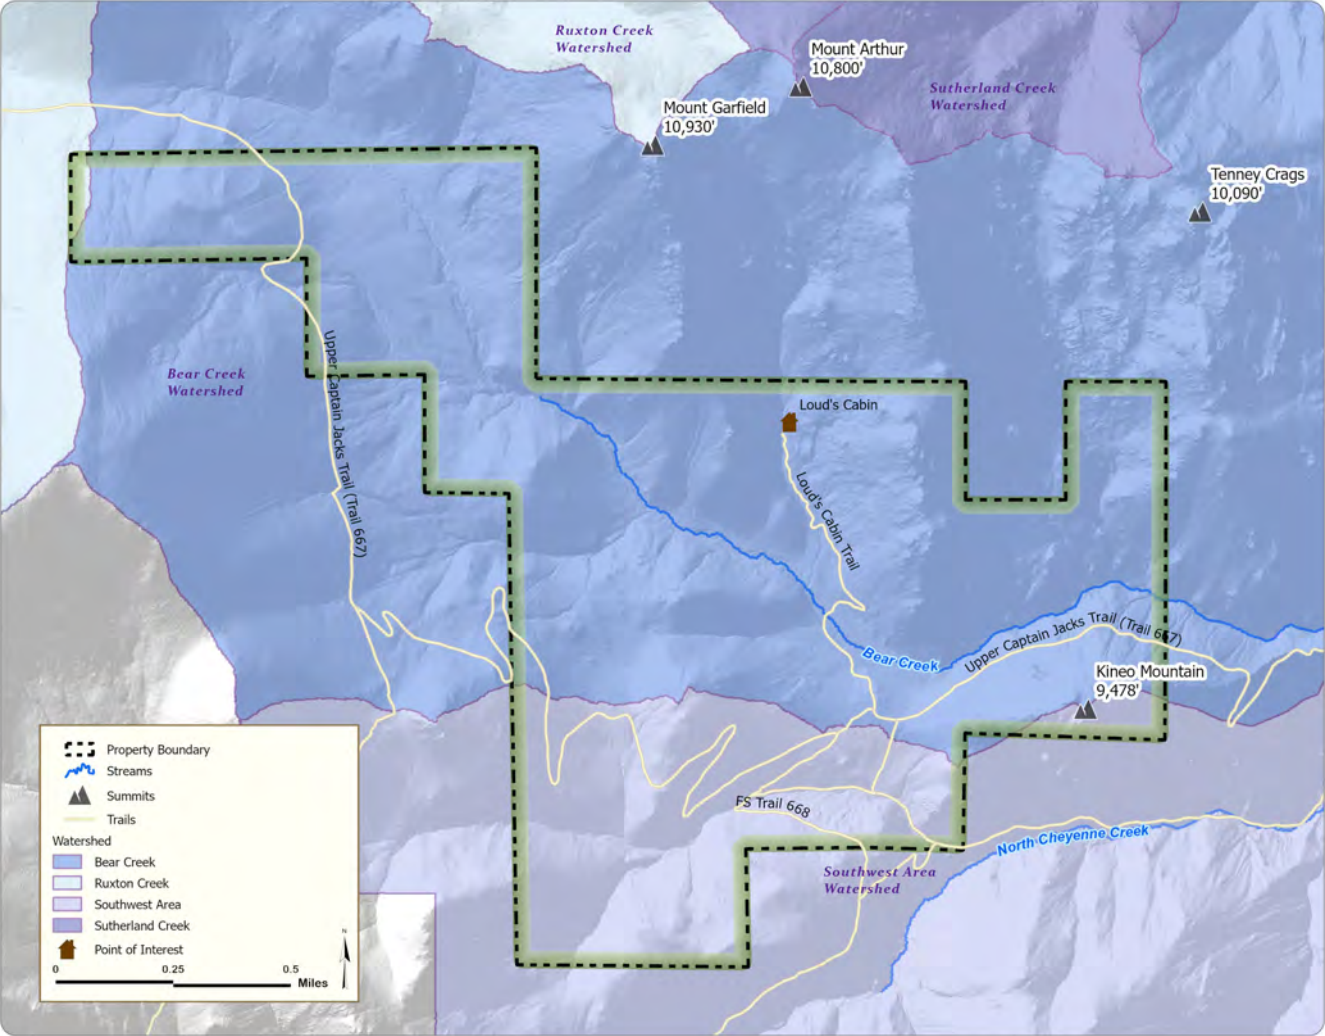 Ruxton Creek
Watershed
Mount Arthur
10,800'
Sutherland Creek
Watershed
Mount Garfield
10,930'
Tenney Crags
10,090'
Upper Captain Jacks Trail (Trail 667)
Bear Creek
Watershed
Loud's Cabin
Loud's Cabin Trail
Upper Captain Jacks Trail (Trail 667)
Bear Creek
Kineo Mountain
9,478'
FS Trail 668
North Cheyenne Creek
Southwest Area
Watershed
Property Boundary
Streams
Summits
Trails
Watershed
Bear Creek
Ruxton Creek
Southwest Area
Sutherland Creek
Point of Interest
N
0 0.25 0.5
Miles